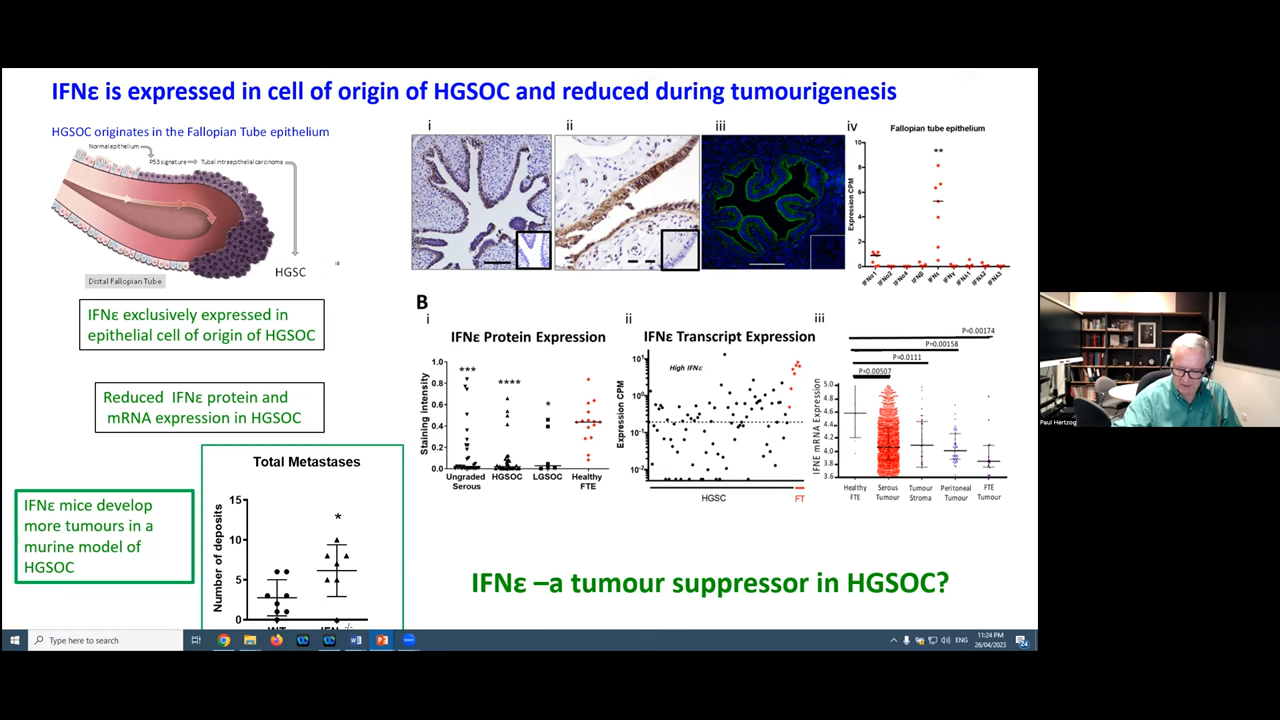 IFNε is expressed in cell of origin of HGSOC and reduced during tumourigenesis
HGSOC originates in the Fallopian Tube epithelium
Normal epithelium
P53 signature
Tubal intraepithelial carcinoma
HGSC
Distal Fallopian Tube
IFNε exclusively expressed in
epithelial cell of origin of HGSOC
Reduced IFNε protein and
mRNA expression in HGSOC
IFNε mice develop
more tumours in a
murine model of
HGSOC
Total Metastases
Number of deposits
15
10
5
0
*
i
ii
iii
iv
Fallopian tube epithelium
Expression CPM
10
8
6
4
2
0
**
IFNα1
IFNα2
IFNα4
IFNβ
IFNε
IFNγ
IFNλ1
IFNλ2
IFNλ3
B
i
IFNε Protein Expression
Staining intensity
1.0
0.8
0.6
0.4
0.2
0.0
***
****
*
Ungraded
Serous
HGSOC
LGSOC
Healthy
FTE
ii
IFNε Transcript Expression
High IFNε
Expression CPM
10¹
10⁰
10⁻¹
10⁻²
HGSC
FT
iii
P=0.00174
P=0.00158
P=0.0111
P=0.00507
IFNE mRNA Expression
5.0
4.8
4.6
4.4
4.2
4.0
3.8
3.6
Healthy
FTE
Serous
Tumour
Tumour
Stroma
Peritoneal
Tumour
FTE
Tumour
IFNε –a tumour suppressor in HGSOC?
Type here to search
ENG
11:24 PM
26/04/2023
24
Paul Hertzog